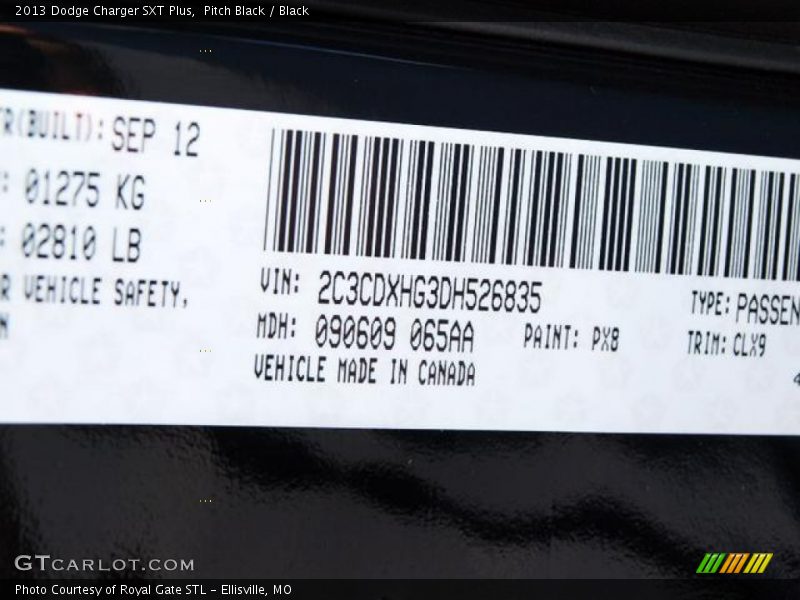 2013 Dodge Charger SXT Plus,  Pitch Black / Black
R(BUILT): SEP 12
: 01275 KG
: 02810 LB
R VEHICLE SAFETY,
N
VIN: 2C3CDXHG3DH526835
MDH: 090609 065AA
PAINT: PX8
VEHICLE MADE IN CANADA
TYPE: PASSEN
TRIM: CLX9
4
GTCARLOT.COM
Photo Courtesy of Royal Gate STL - Ellisville, MO